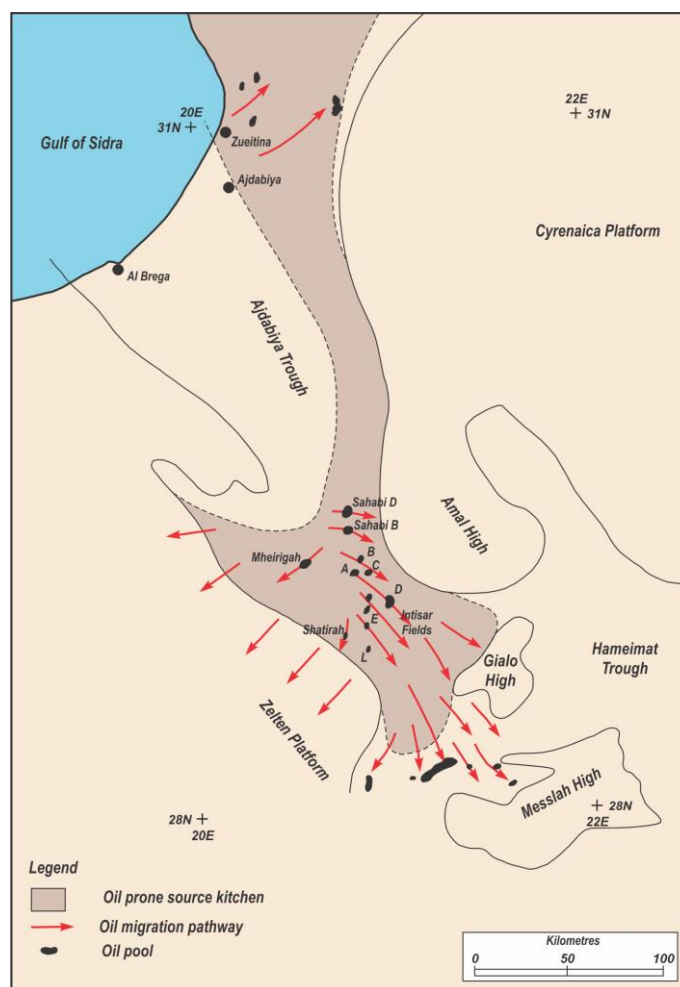 22E
31N
20E
31N
Gulf of Sidra
Zueitina
Ajdabiya
Cyrenaica Platform
Al Brega
Ajdabiya Trough
Sahabi D
Sahabi B
Amal High
Mheirigah
B
A
C
D
E
Intisar
Fields
Shatirah
L
Gialo
High
Hameimat
Trough
Zelten Platform
Messlah High
28N
22E
28N
20E
Legend
Oil prone source kitchen
Oil migration pathway
Oil pool
Kilometres
0 50 100